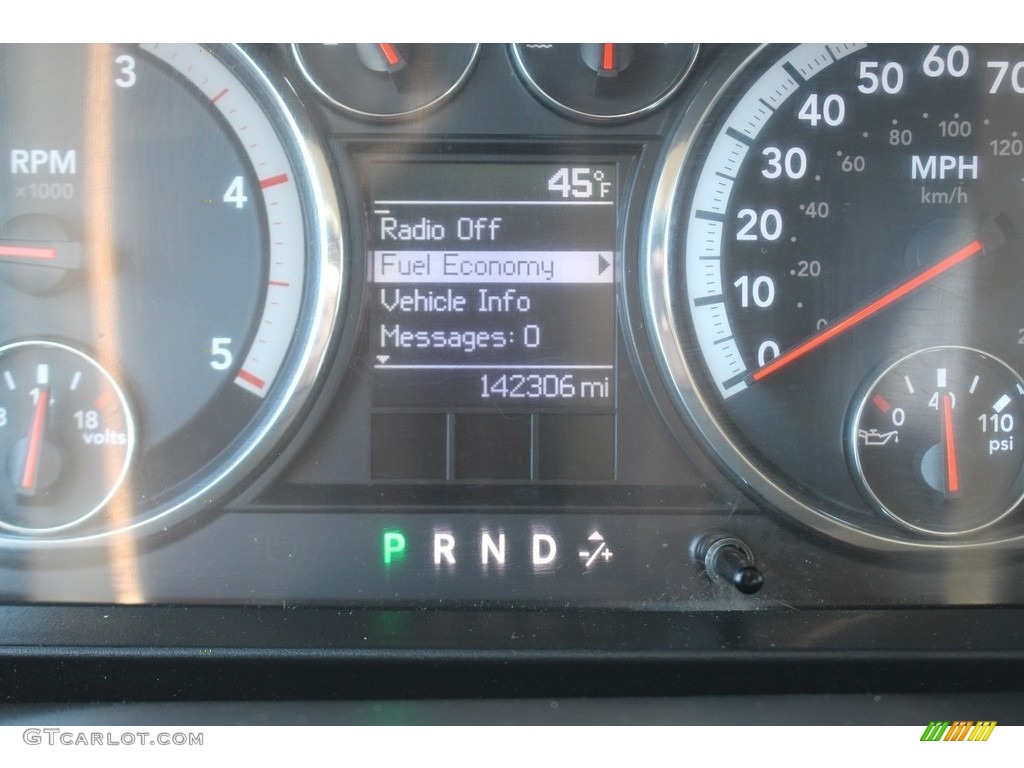 3
4
5
RPM
×1000
18
volts
45°F
Radio Off
Fuel Economy
Vehicle Info
Messages: 0
142306 mi
P R N D -/+
0
10
20
30
40
50
60
70
20
40
60
80
100
120
MPH
km/h
0
40
110
psi
GTCARLOT.COM